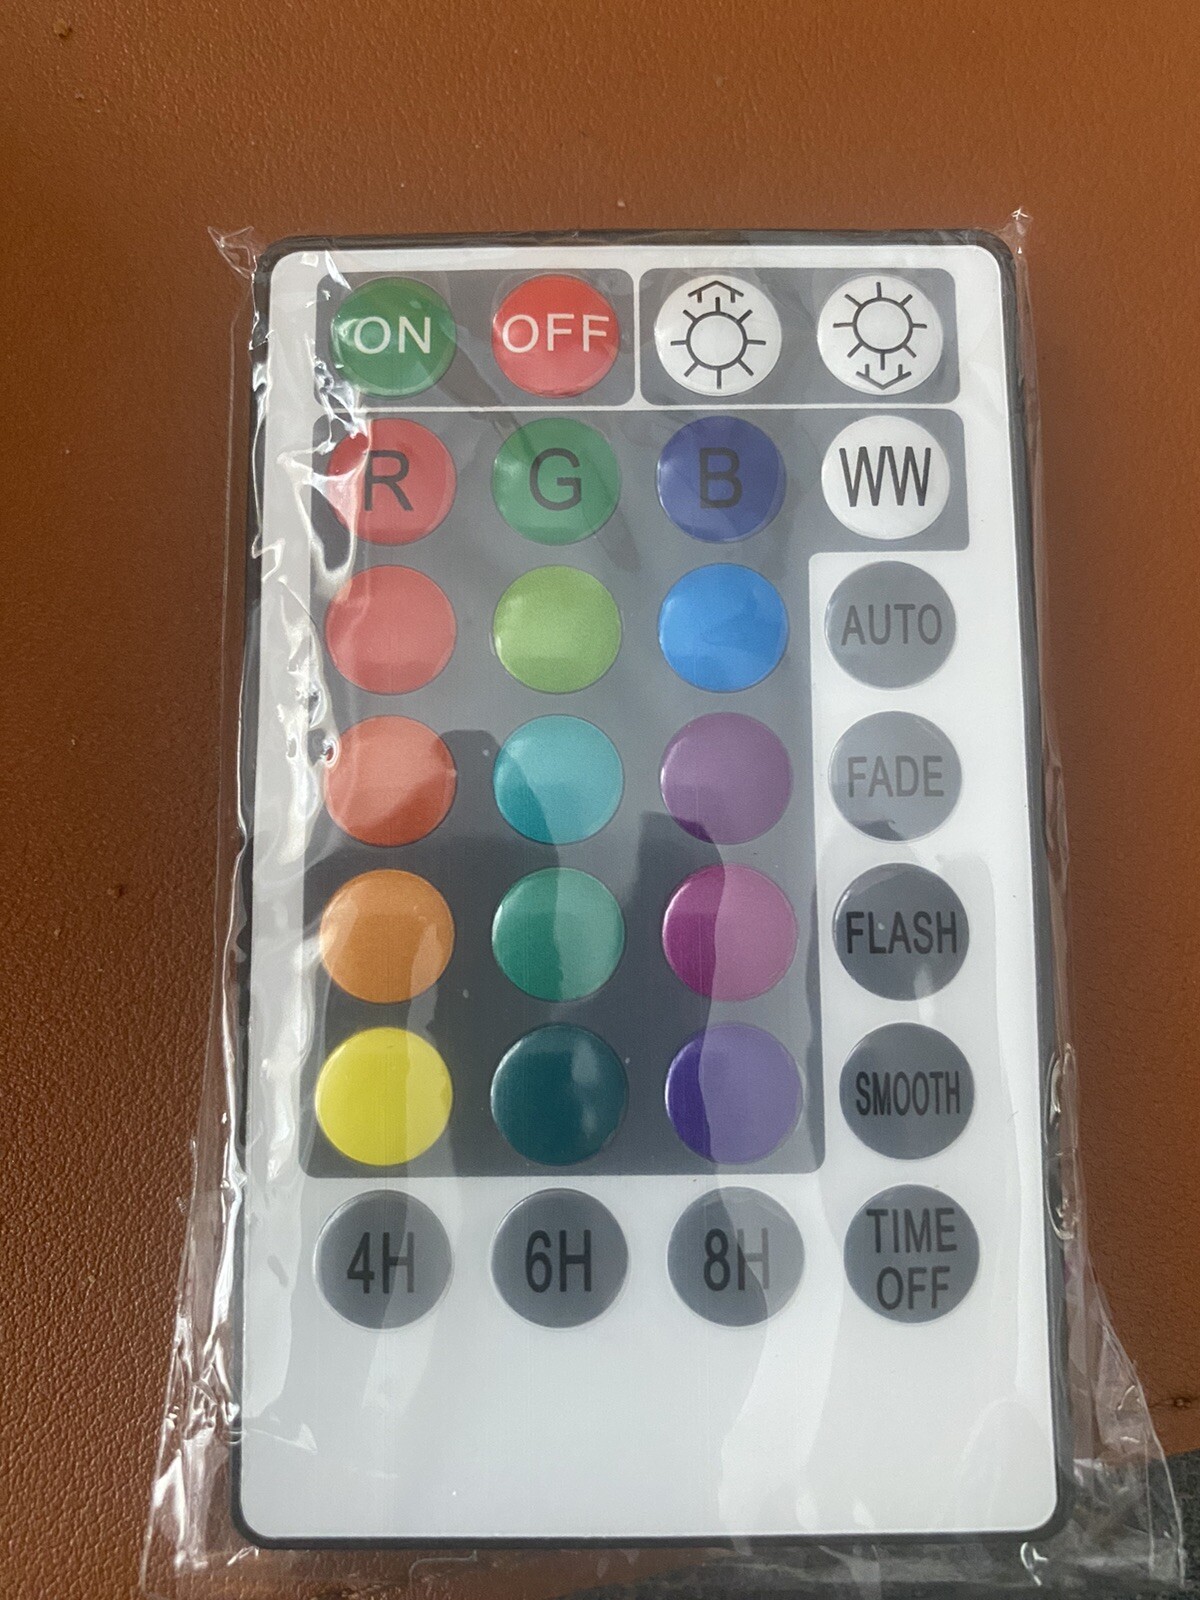 ON OFF
R G B WW
AUTO
FADE
FLASH
SMOOTH
4H 6H 8H TIME OFF